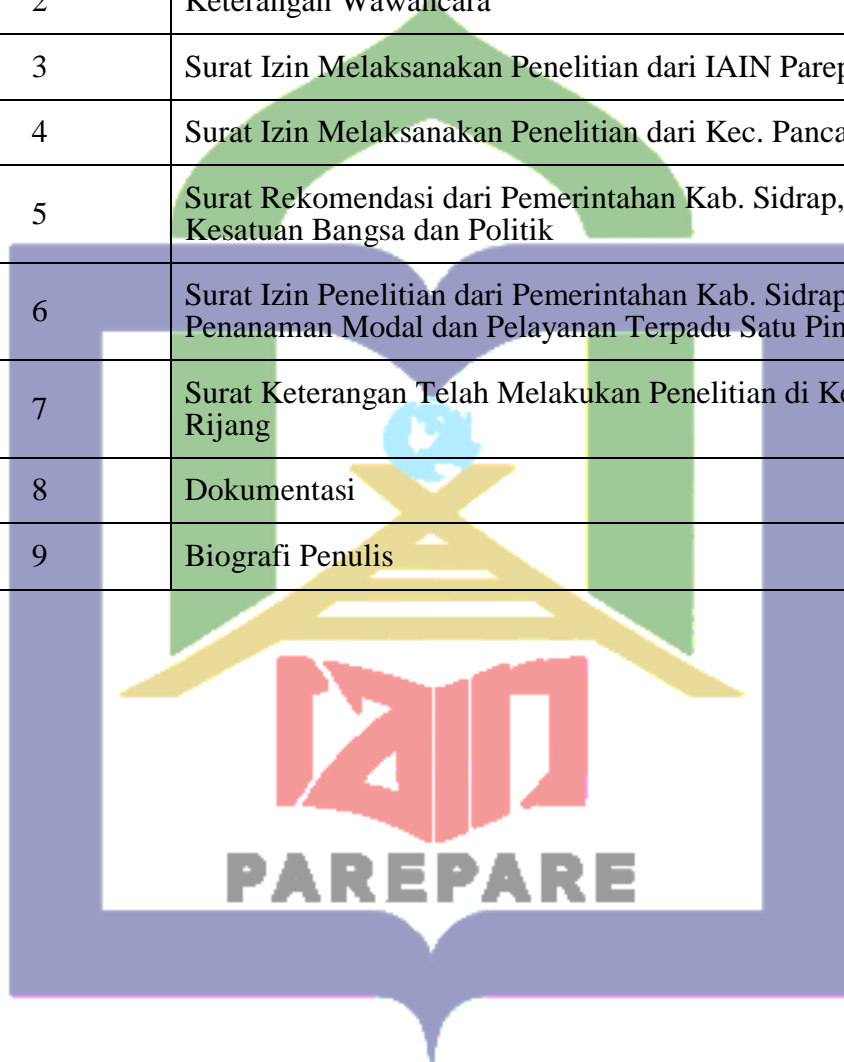 2 Keterangan Wawancara
3 Surat Izin Melaksanakan Penelitian dari IAIN
4 Surat Izin Melaksanakan Penelitian dari Kec.
5 Surat Rekomendasi dari Pemerintahan Kab. Sidrap,
Kesatuan Bangsa dan Politik
6 Surat Izin Penelitian dari Pemerintahan Kab. Sidrap
Penanaman Modal dan Pelayanan Terpadu Satu
7 Surat Keterangan Telah Melakukan Penelitian di
Rijang
8 Dokumentasi
9 Biografi Penulis
iain
PAREPARE